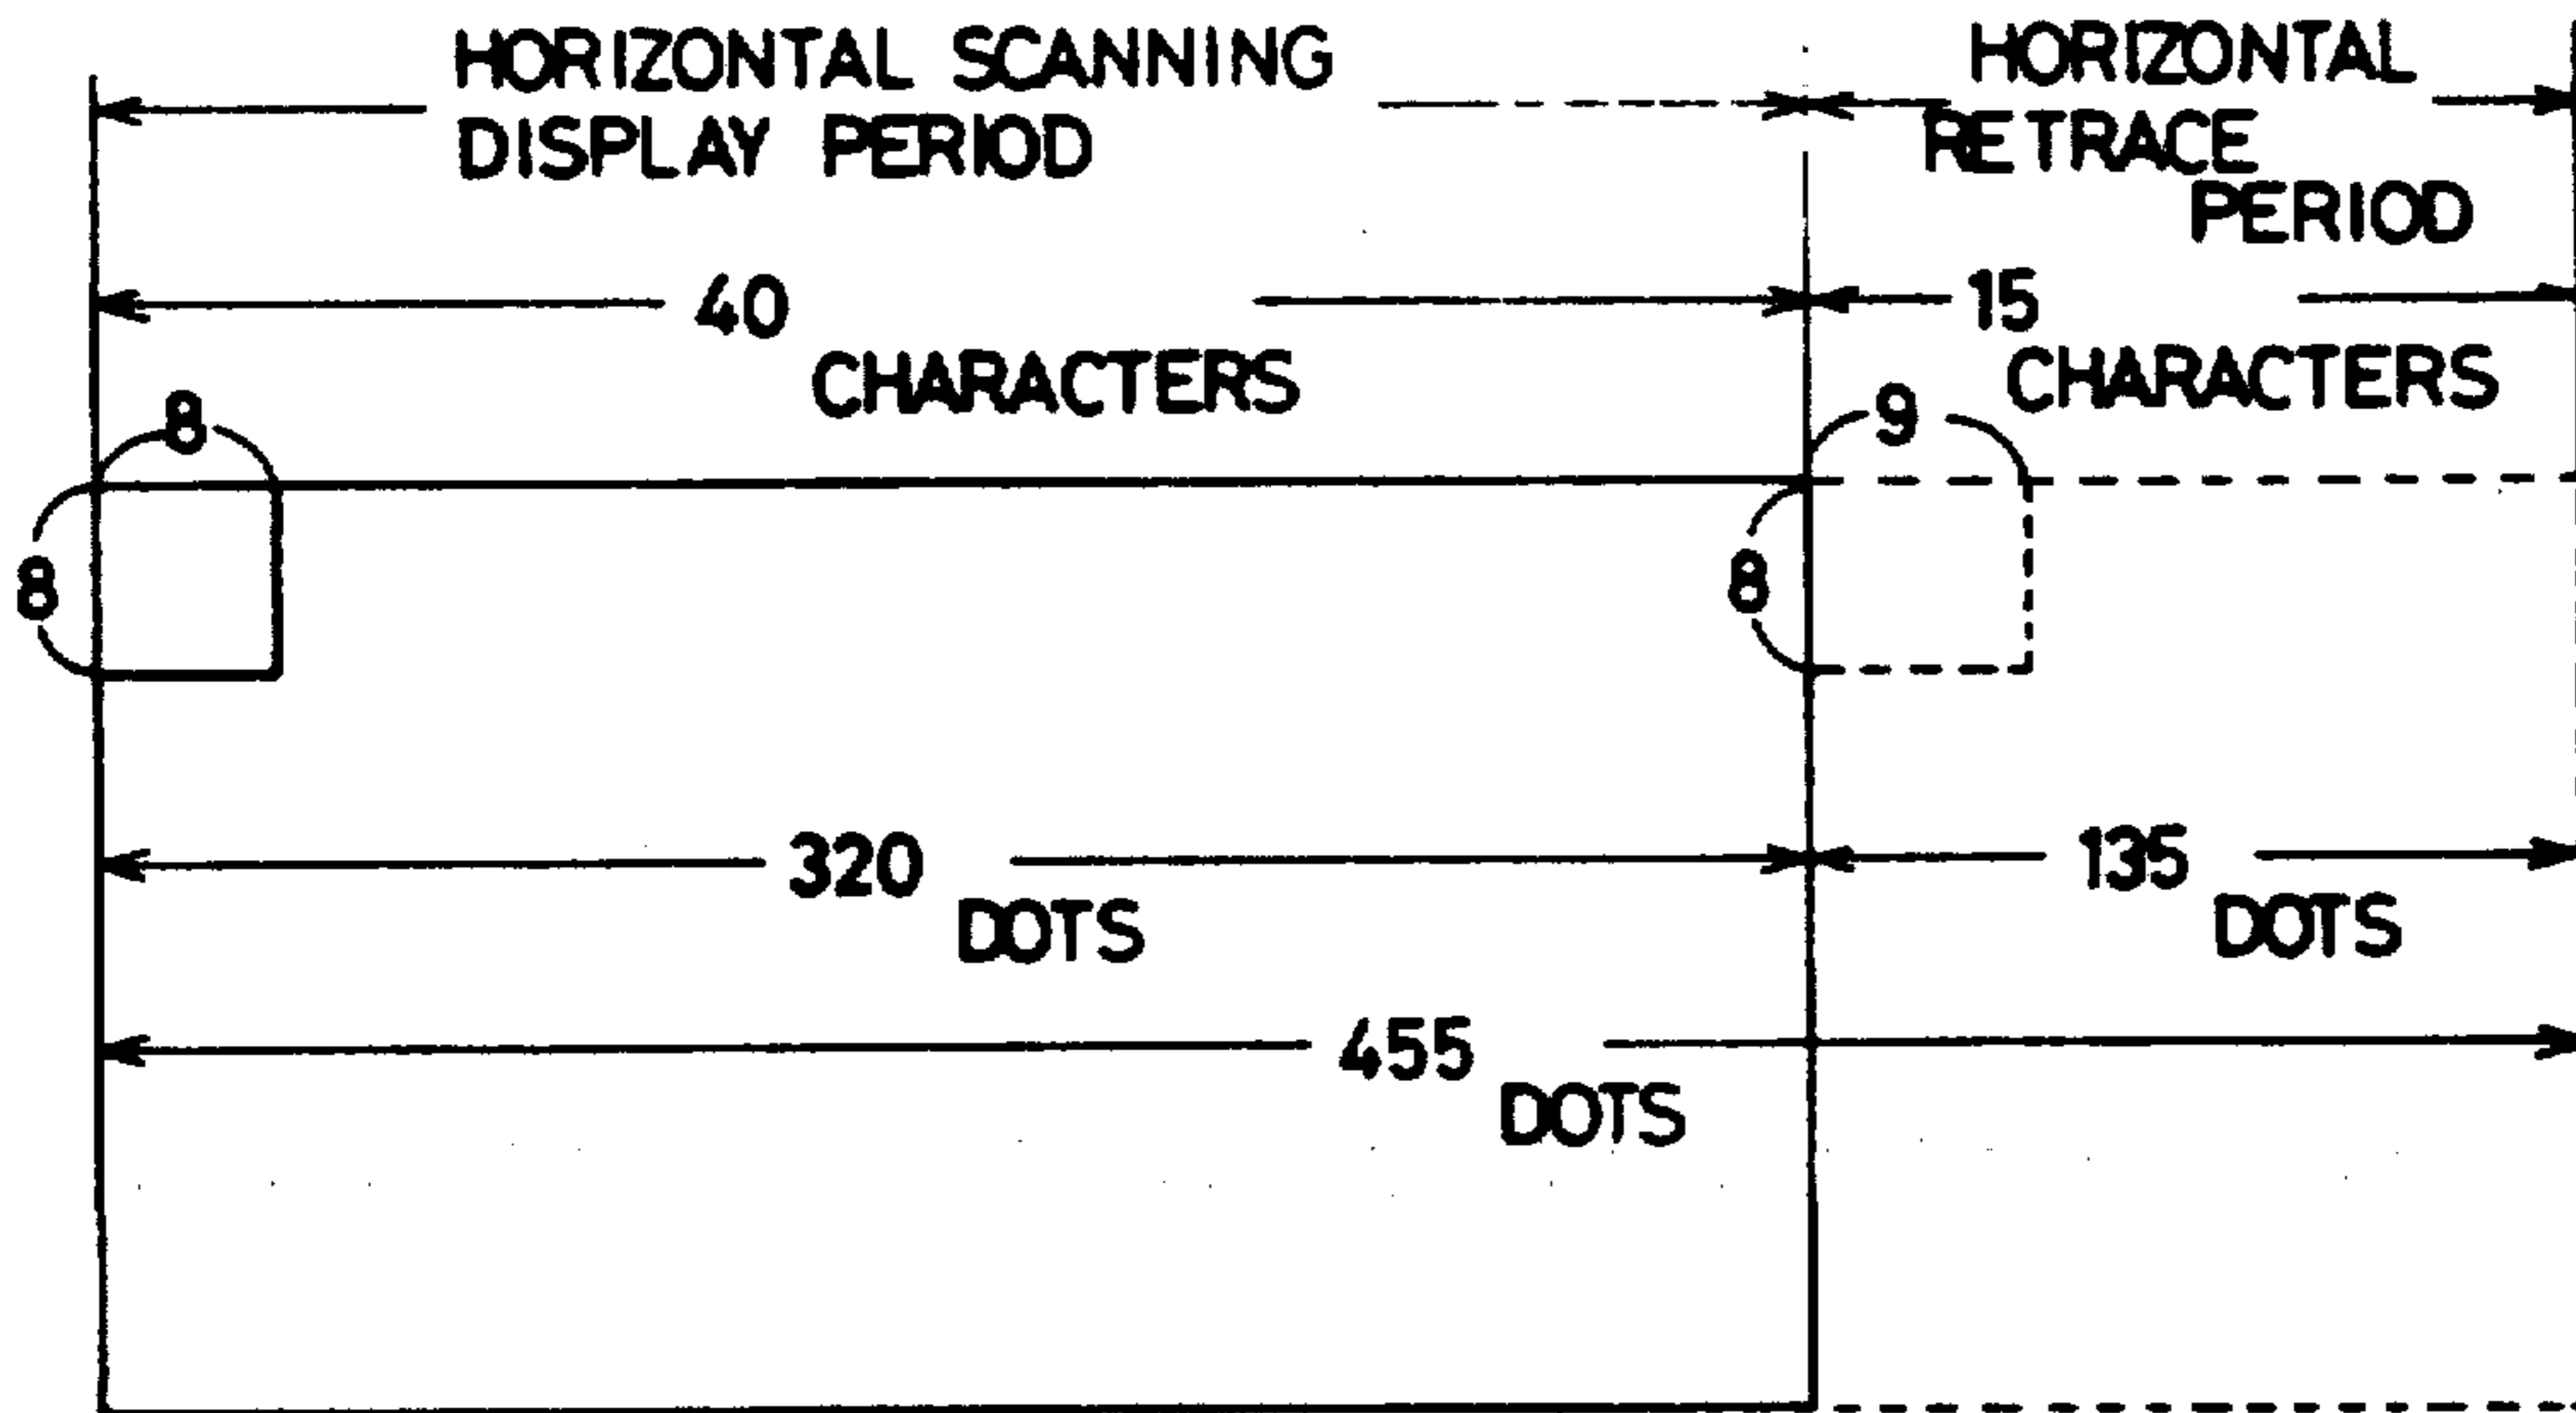 HORIZONTAL SCANNING
DISPLAY PERIOD
HORIZONTAL
RETRACE
PERIOD
40
CHARACTERS
15
CHARACTERS
8
9
8
8
320
DOTS
135
DOTS
455
DOTS